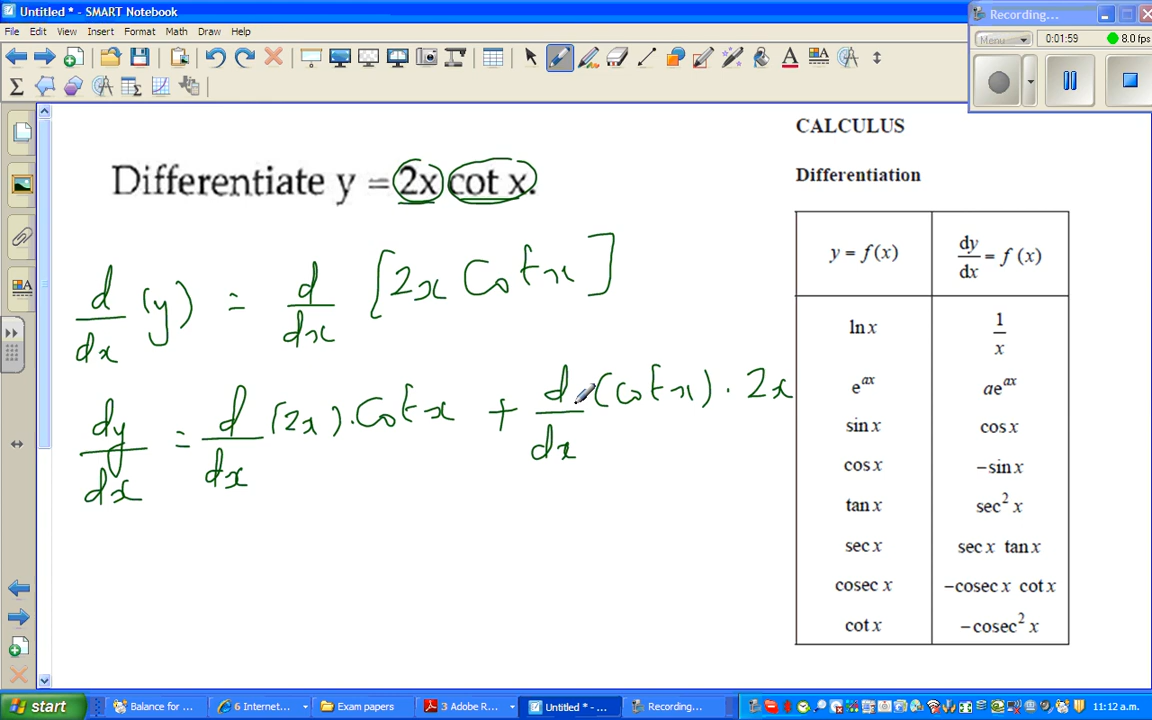 Untitled * - SMART Notebook
Recording...
File Edit View Insert Format Math Draw Help
Menu 0:01:59 8.0 fps
CALCULUS
Differentiation
Differentiate y = 2x cot x.
d/dx (y) = d/dx [2x Cot x]
dy/dx = d/dx (2x) . Cot x + d/dx (cot x) . 2x
y = f(x) dy/dx = f (x)
ln x 1/x
e^ax ae^ax
sin x cos x
cos x −sin x
tan x sec² x
sec x sec x tan x
cosec x −cosec x cot x
cot x −cosec² x
start Balance for ... 6 Internet... Exam papers 3 Adobe R... Untitled * - ... Recording... 11:12 a.m.